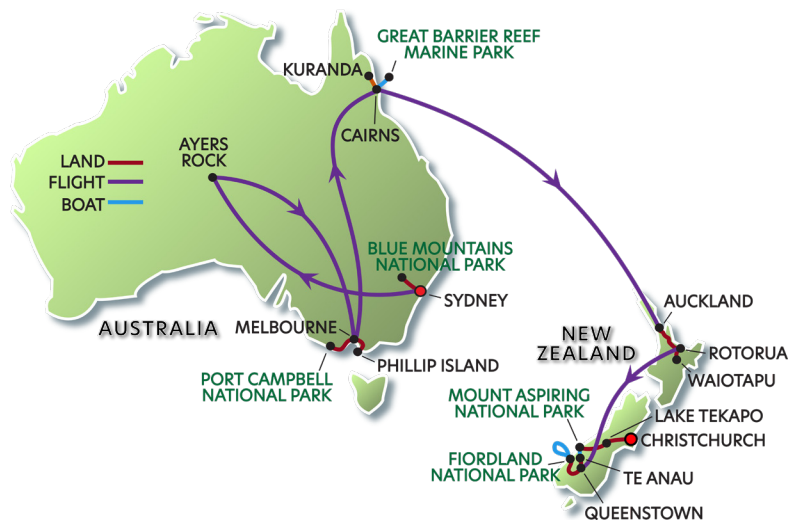 GREAT BARRIER REEF
MARINE PARK
KURANDA
CAIRNS
AYERS
ROCK
LAND
FLIGHT
BOAT
BLUE MOUNTAINS
NATIONAL PARK
SYDNEY
AUSTRALIA
MELBOURNE
PHILLIP ISLAND
PORT CAMPBELL
NATIONAL PARK
AUCKLAND
NEW
ZEALAND
ROTORUA
WAIOTAPU
MOUNT ASPIRING
NATIONAL PARK
LAKE TEKAPO
CHRISTCHURCH
FIORDLAND
NATIONAL PARK
TE ANAU
QUEENSTOWN